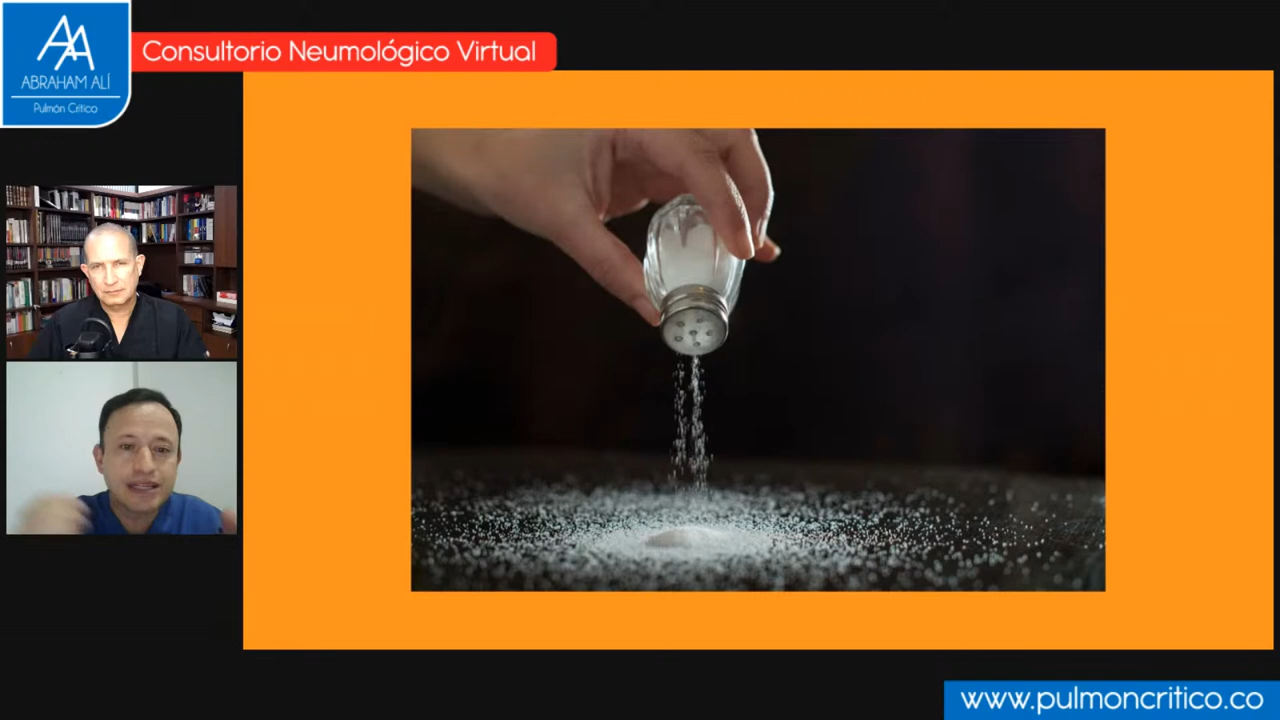 AA
ABRAHAM ALÍ
Pulmón Crítico
Consultorio Neumológico Virtual
www.pulmoncritico.co